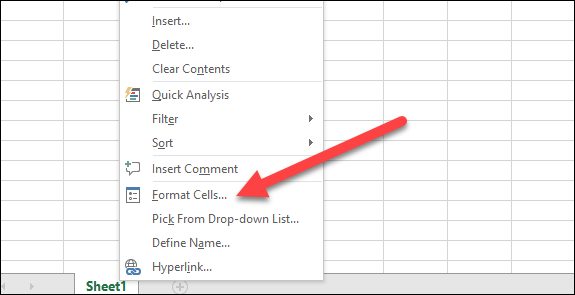 Insert...
Delete...
Clear Contents
Quick Analysis
Filter
Sort
Insert Comment
Format Cells...
Pick From Drop-down List...
Define Name...
Hyperlink...
Sheet1